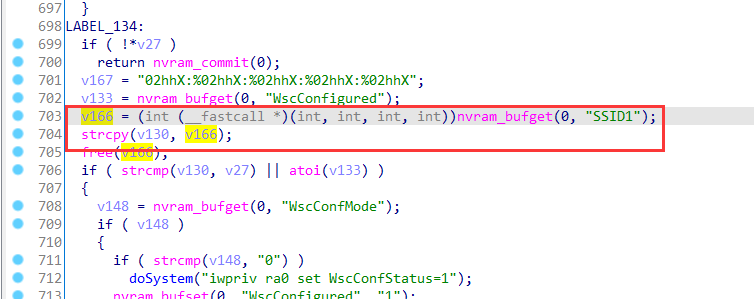 697 }
698 LABEL_134:
699 if ( !*v27 )
700 return nvram_commit(0);
701 v167 = "02hhX:%02hhX:%02hhX:%02hhX:%02hhX";
702 v133 = nvram_bufget(0, "WscConfigured");
703 v166 = (int (__fastcall *)(int, int, int, int))nvram_bufget(0, "SSID1");
704 strcpy(v130, v166);
705 free(v166);
706 if ( strcmp(v130, v27) || atoi(v133) )
707 {
708 v148 = nvram_bufget(0, "WscConfMode");
709 if ( v148 )
710 {
711 if ( strcmp(v148, "0") )
712 doSystem("iwpriv ra0 set WscConfStatus=1");
713 nvram_bufset(0, "WscConfigured", "1");